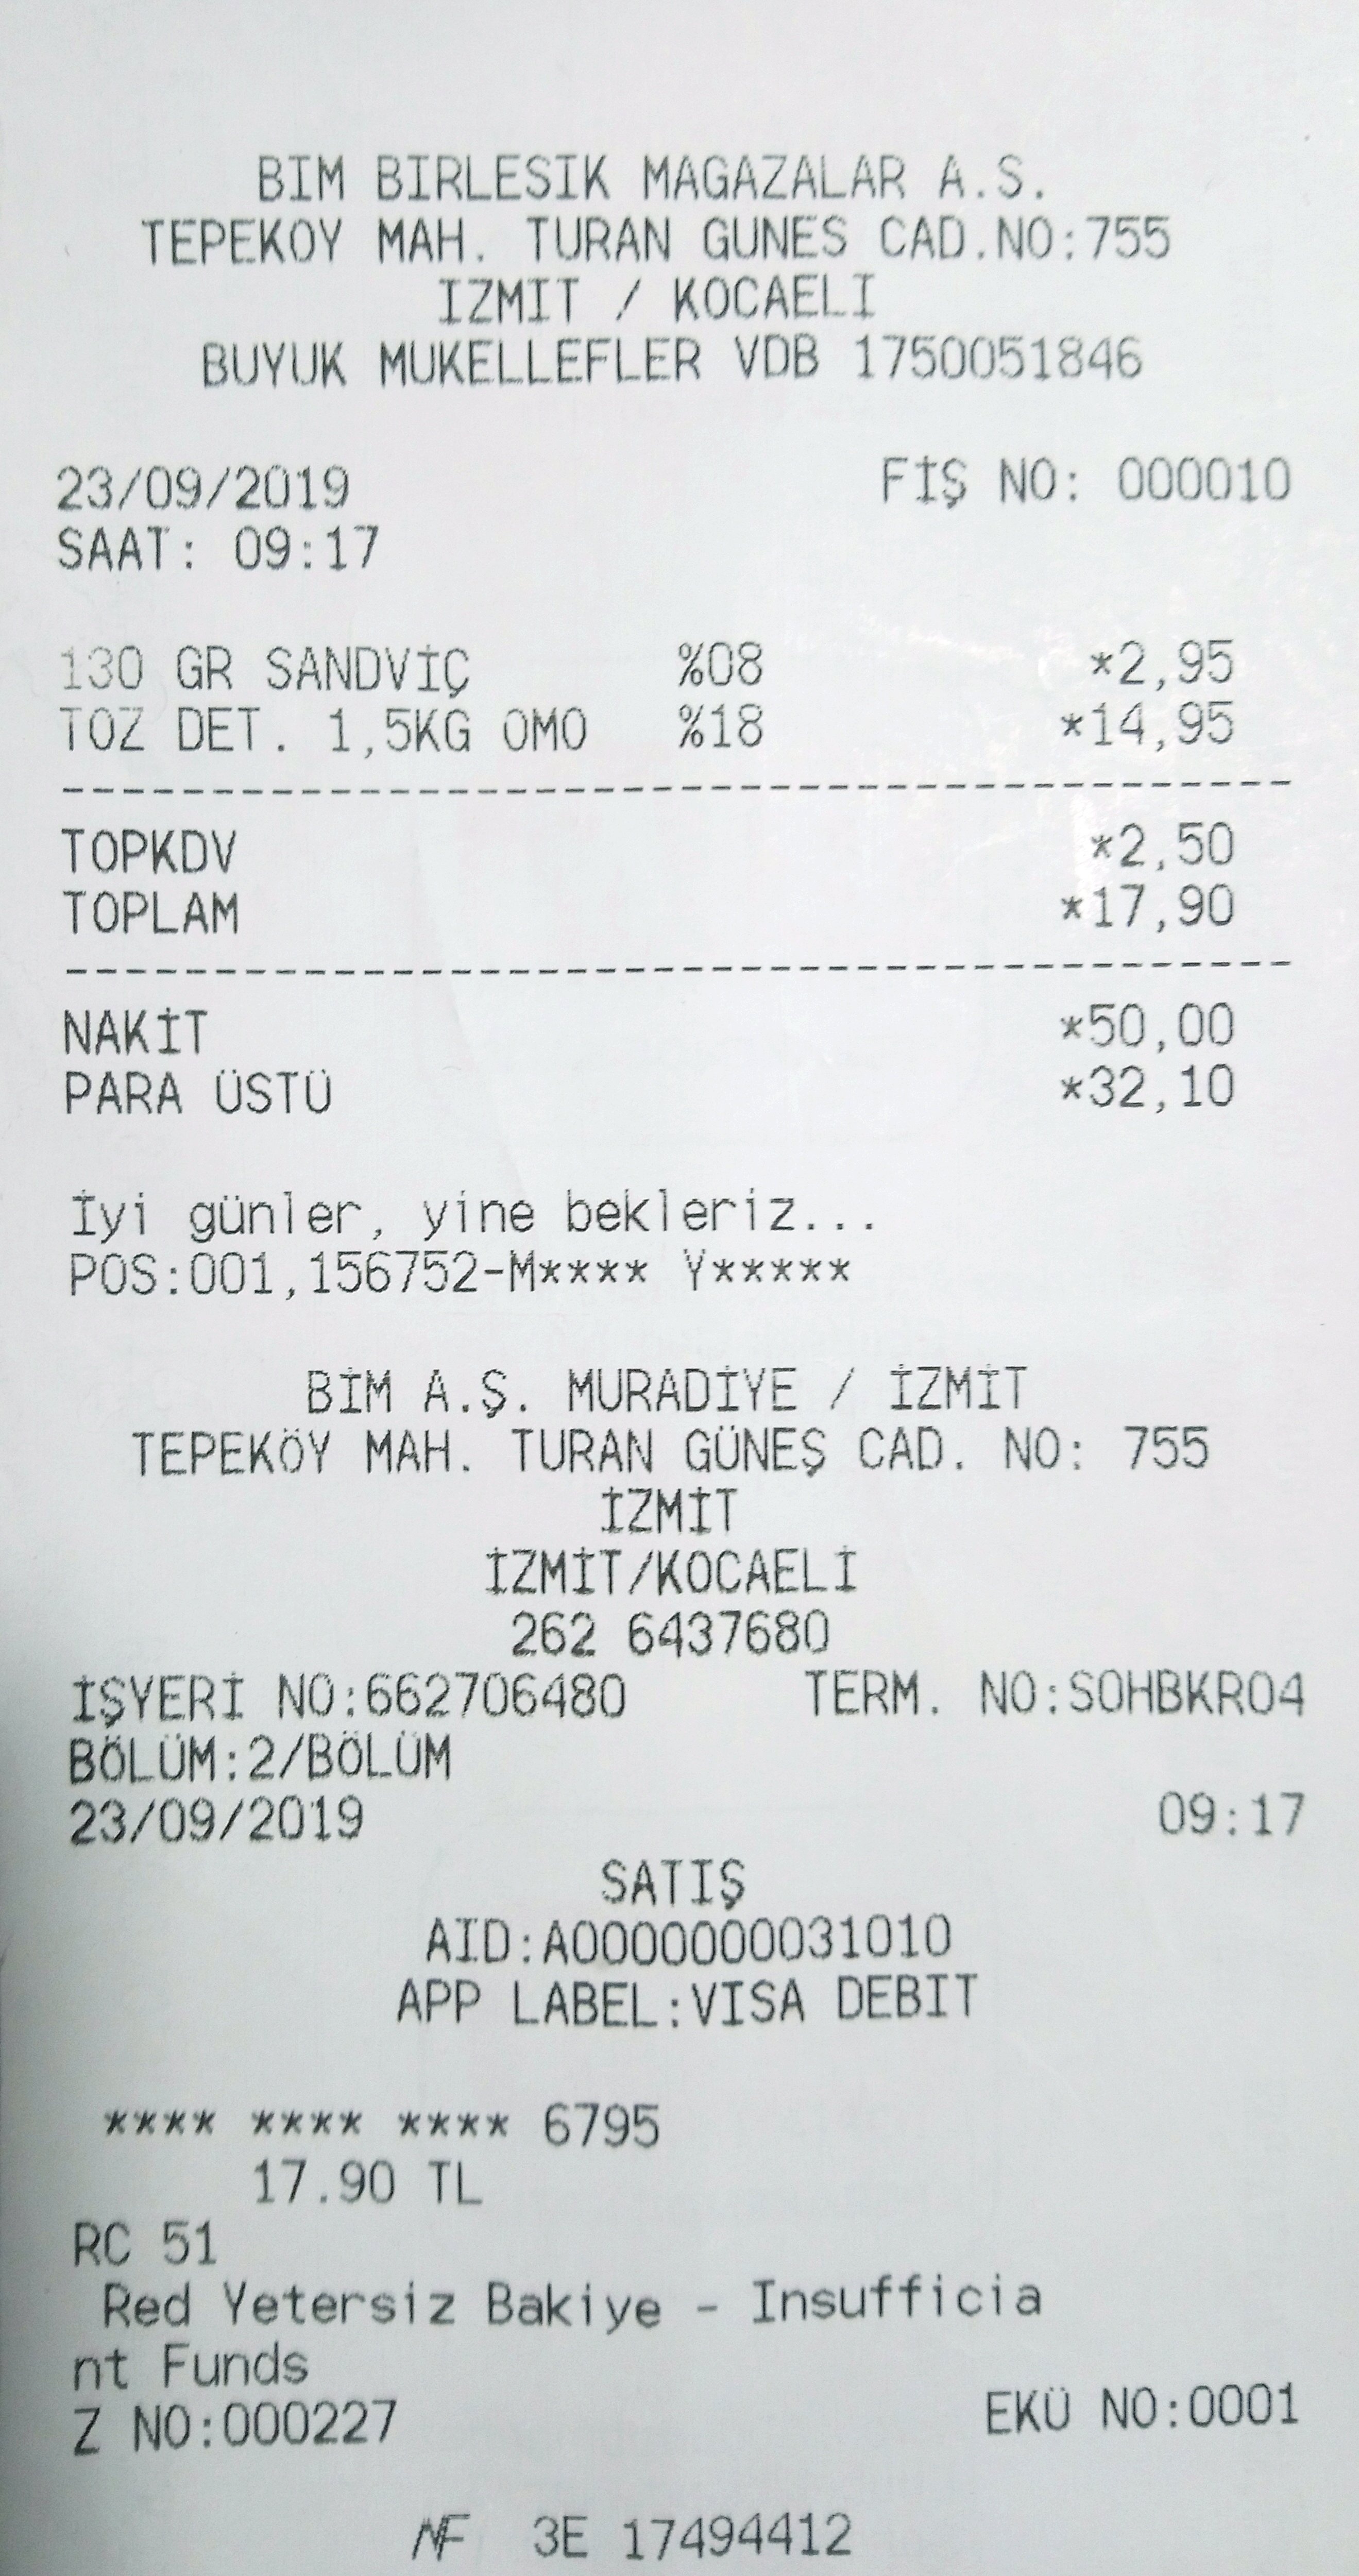 BIM BIRLESIK MAGAZALAR A.S.
TEPEKOY MAH. TURAN GUNES CAD.NO:755
IZMIT / KOCAELI
BUYUK MUKELLEFLER VDB 1750051846
23/09/2019 FİŞ NO: 000010
SAAT: 09:17
130 GR SANDVİÇ %08 *2,95
TOZ DET. 1,5KG OMO %18 *14,95
------------------------------------------
TOPKDV *2,50
TOPLAM *17,90
------------------------------------------
NAKİT *50,00
PARA ÜSTÜ *32,10
İyi günler, yine bekleriz...
POS:001,156752-M**** Y*****
BİM A.Ş. MURADİYE / İZMİT
TEPEKÖY MAH. TURAN GÜNEŞ CAD. NO: 755
İZMİT
İZMİT/KOCAELİ
262 6437680
İŞYERİ NO:662706480 TERM. NO:S0HBKR04
BÖLÜM:2/BÖLÜM
23/09/2019 09:17
SATIŞ
AID:A0000000031010
APP LABEL:VISA DEBIT
**** **** **** 6795
17.90 TL
RC 51
Red Yetersiz Bakiye - Insufficia
nt Funds
Z NO:000227 EKÜ NO:0001
MF 3E 17494412